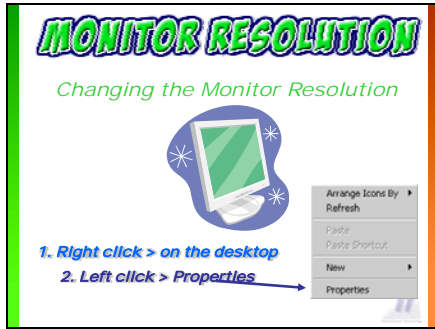 MONITOR RESOLUTION
Changing the Monitor Resolution
Arrange Icons By
Refresh
Paste
Paste Shortcut
New
Properties
1. Right click > on the desktop
2. Left click > Properties